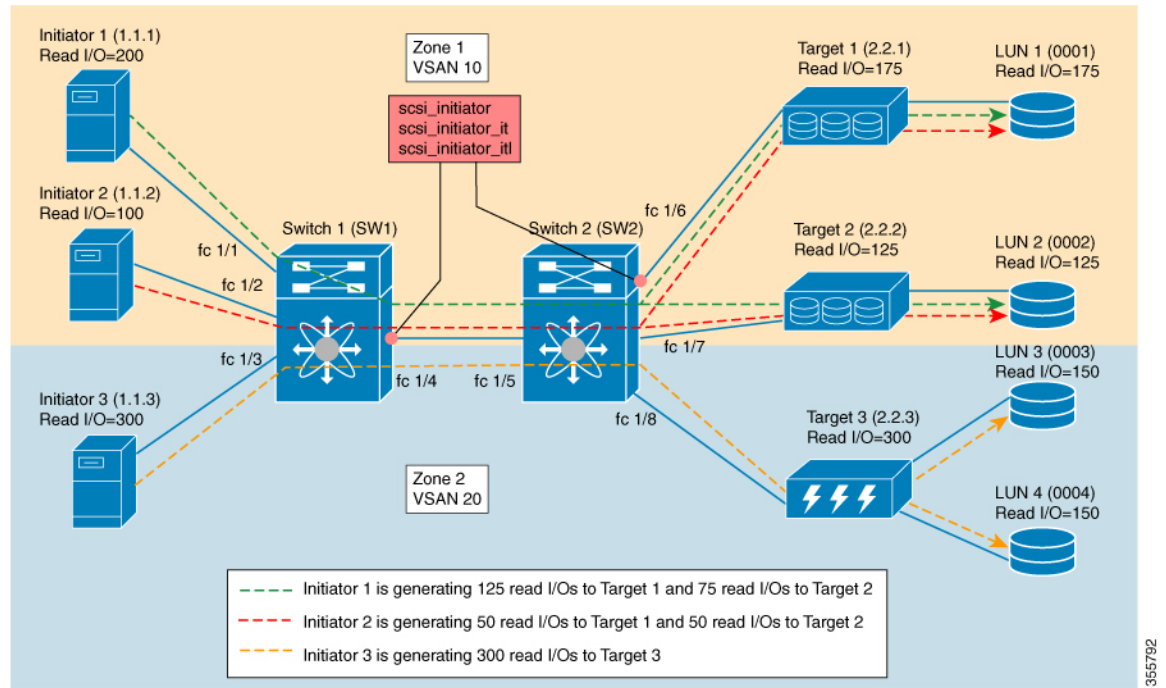 Initiator 1 (1.1.1)
Read I/O=200
Zone 1
VSAN 10
scsi_initiator
scsi_initiator_it
scsi_initiator_itl
Target 1 (2.2.1)
Read I/O=175
LUN 1 (0001)
Read I/O=175
Initiator 2 (1.1.2)
Read I/O=100
fc 1/1
fc 1/2
Switch 1 (SW1)
Switch 2 (SW2)
fc 1/6
Target 2 (2.2.2)
Read I/O=125
LUN 2 (0002)
Read I/O=125
fc 1/3
fc 1/4
fc 1/5
fc 1/7
fc 1/8
LUN 3 (0003)
Read I/O=150
Initiator 3 (1.1.3)
Read I/O=300
Zone 2
VSAN 20
Target 3 (2.2.3)
Read I/O=300
LUN 4 (0004)
Read I/O=150
Initiator 1 is generating 125 read I/Os to Target 1 and 75 read I/Os to Target 2
Initiator 2 is generating 50 read I/Os to Target 1 and 50 read I/Os to Target 2
Initiator 3 is generating 300 read I/Os to Target 3
355792